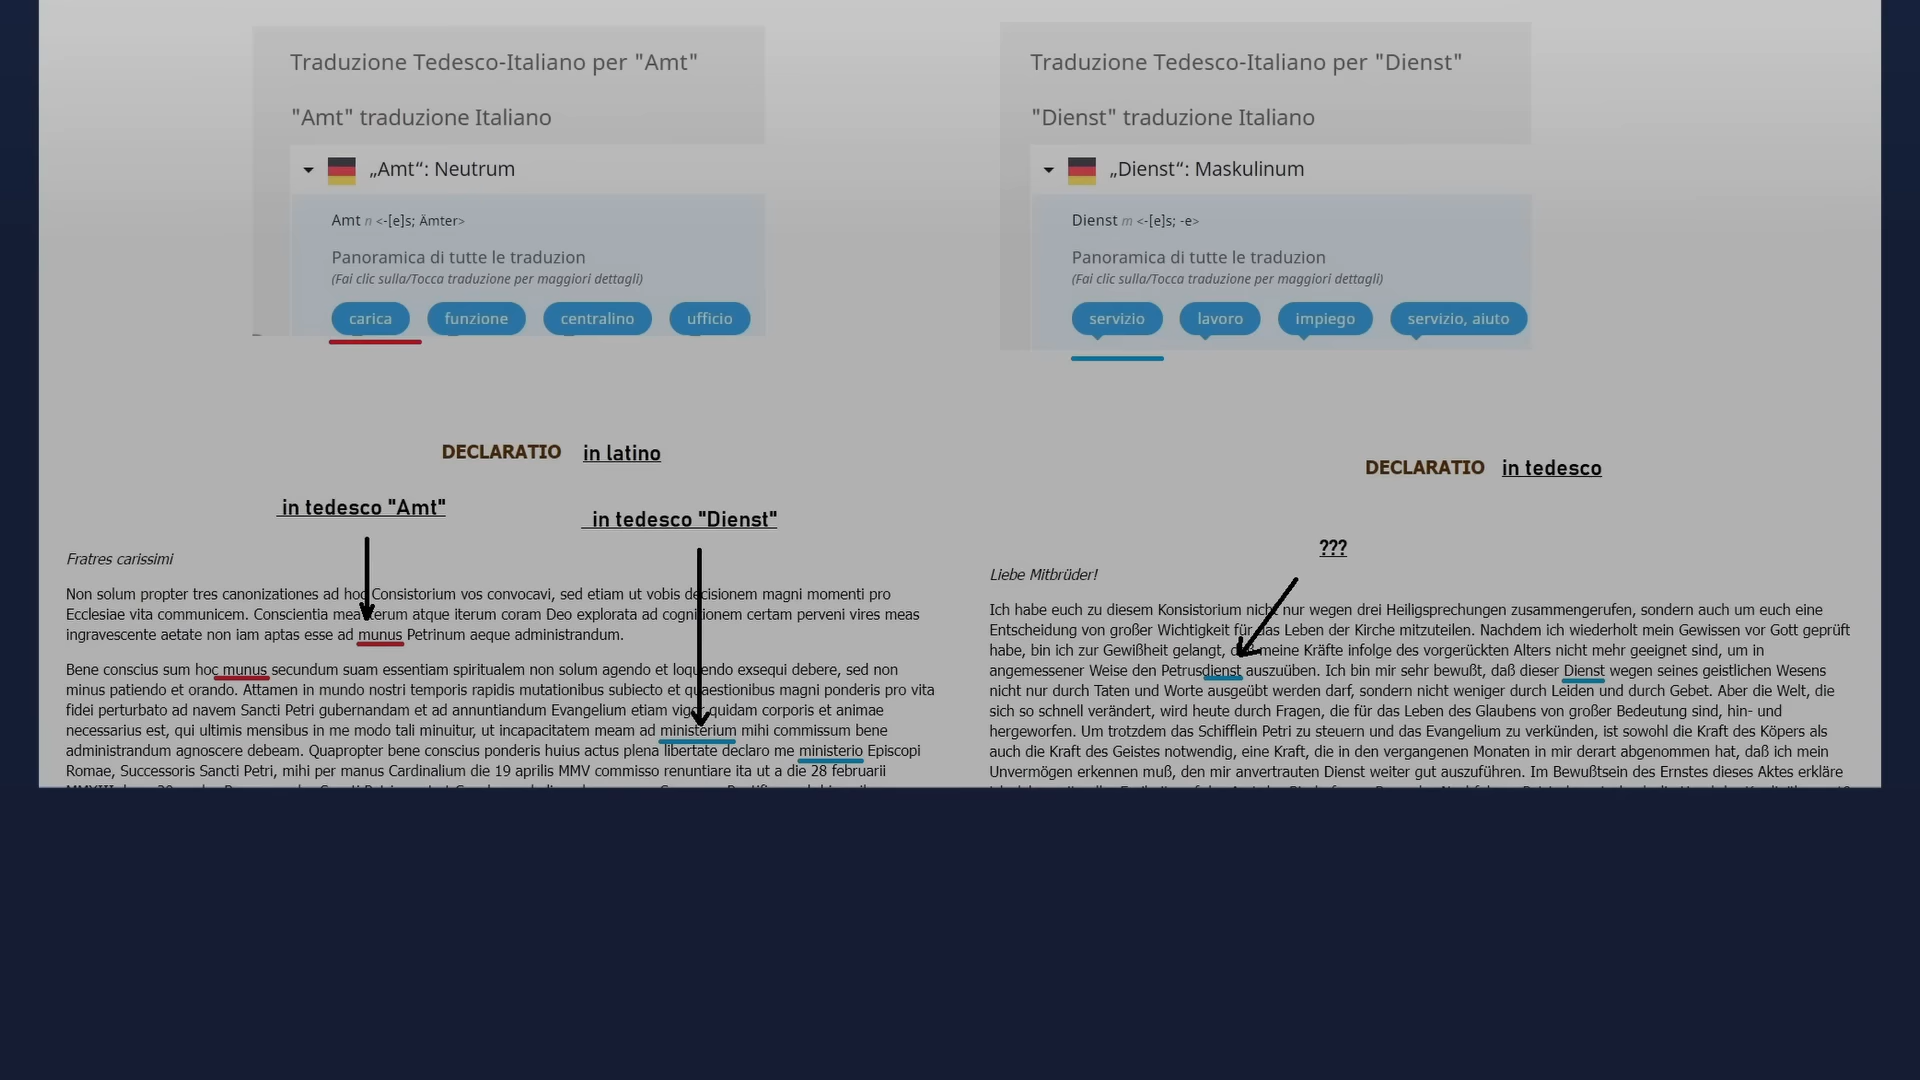 Traduzione Tedesco-Italiano per "Amt"
"Amt" traduzione Italiano
„Amt“: Neutrum
Amt n <-[e]s; Ämter>
Panoramica di tutte le traduzion
(Fai clic sulla/Tocca traduzione per maggiori dettagli)
carica funzione centralino ufficio
Traduzione Tedesco-Italiano per "Dienst"
"Dienst" traduzione Italiano
„Dienst“: Maskulinum
Dienst m <-[e]s; -e>
Panoramica di tutte le traduzion
(Fai clic sulla/Tocca traduzione per maggiori dettagli)
servizio lavoro impiego servizio, aiuto
DECLARATIO in latino
in tedesco "Amt"
in tedesco "Dienst"
Fratres carissimi
Non solum propter tres canonizationes ad hoc Consistorium vos convocavi, sed etiam ut vobis decisionem magni momenti pro
Ecclesiae vita communicem. Conscientia mea iterum atque iterum coram Deo explorata ad cognitionem certam perveni vires meas
ingravescente aetate non iam aptas esse ad munus Petrinum aeque administrandum.
Bene conscius sum hoc munus secundum suam essentiam spiritualem non solum agendo et loquendo exsequi debere, sed non
minus patiendo et orando. Attamen in mundo nostri temporis rapidis mutationibus subiecto et quaestionibus magni ponderis pro vita
fidei perturbato ad navem Sancti Petri gubernandam et ad annuntiandum Evangelium etiam vigor quidam corporis et animae
necessarius est, qui ultimis mensibus in me modo tali minuitur, ut incapacitatem meam ad ministerium mihi commissum bene
administrandum agnoscere debeam. Quapropter bene conscius ponderis huius actus plena libertate declaro me ministerio Episcopi
Romae, Successoris Sancti Petri, mihi per manus Cardinalium die 19 aprilis MMV commisso renuntiare ita ut a die 28 februarii
DECLARATIO in tedesco
???
Liebe Mitbrüder!
Ich habe euch zu diesem Konsistorium nicht nur wegen drei Heiligsprechungen zusammengerufen, sondern auch um euch eine
Entscheidung von großer Wichtigkeit für das Leben der Kirche mitzuteilen. Nachdem ich wiederholt mein Gewissen vor Gott geprüft
habe, bin ich zur Gewißheit gelangt, daß meine Kräfte infolge des vorgerückten Alters nicht mehr geeignet sind, um in
angemessener Weise den Petrusdienst auszuüben. Ich bin mir sehr bewußt, daß dieser Dienst wegen seines geistlichen Wesens
nicht nur durch Taten und Worte ausgeübt werden darf, sondern nicht weniger durch Leiden und durch Gebet. Aber die Welt, die
sich so schnell verändert, wird heute durch Fragen, die für das Leben des Glaubens von großer Bedeutung sind, hin- und
hergeworfen. Um trotzdem das Schifflein Petri zu steuern und das Evangelium zu verkünden, ist sowohl die Kraft des Köpers als
auch die Kraft des Geistes notwendig, eine Kraft, die in den vergangenen Monaten in mir derart abgenommen hat, daß ich mein
Unvermögen erkennen muß, den mir anvertrauten Dienst weiter gut auszuführen. Im Bewußtsein des Ernstes dieses Aktes erkläre